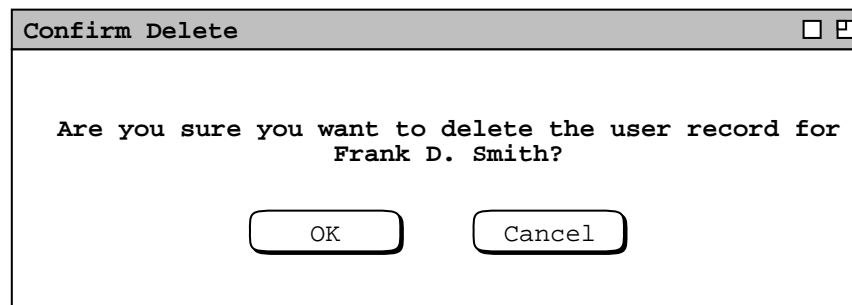 Confirm Delete
Are you sure you want to delete the user record for
Frank D. Smith?
OK
Cancel